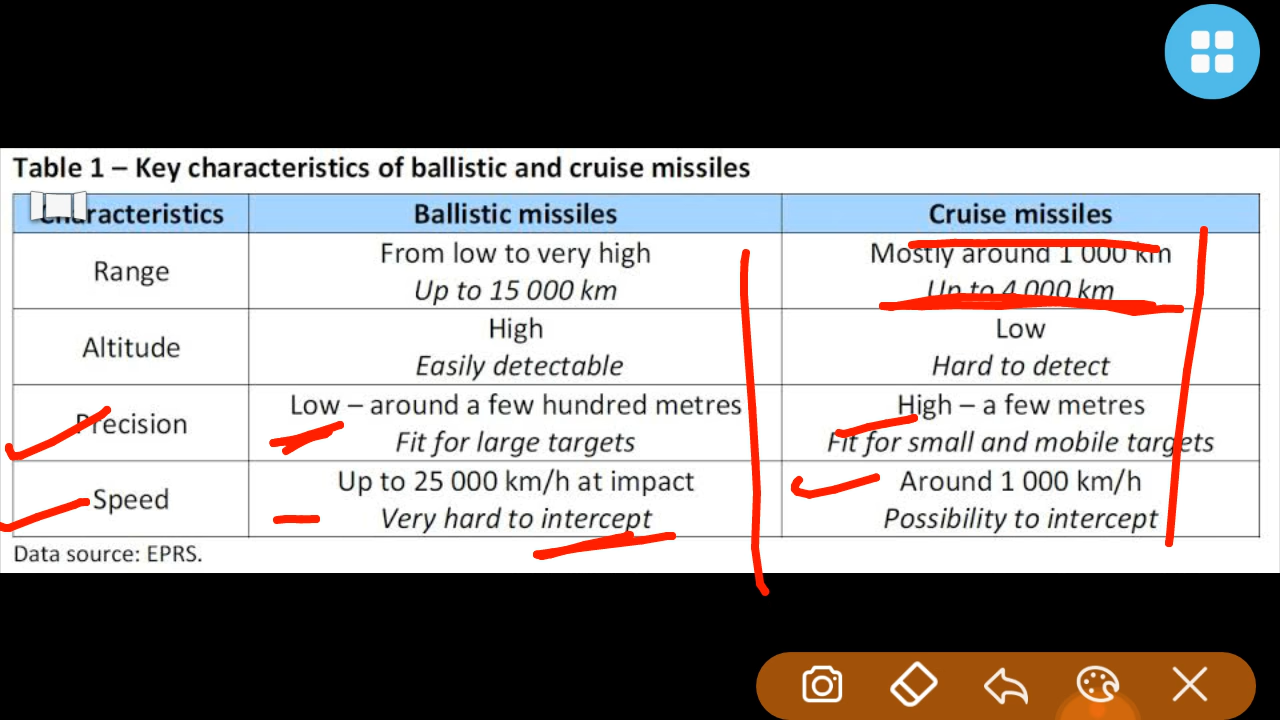 Table 1 – Key characteristics of ballistic and cruise missiles
Characteristics Ballistic missiles Cruise missiles
Range
From low to very high
Up to 15 000 km
Mostly around 1 000 km
Up to 4 000 km
Altitude
High
Easily detectable
Low
Hard to detect
Precision
Low – around a few hundred metres
Fit for large targets
High – a few metres
Fit for small and mobile targets
Speed
Up to 25 000 km/h at impact
Very hard to intercept
Around 1 000 km/h
Possibility to intercept
Data source: EPRS.